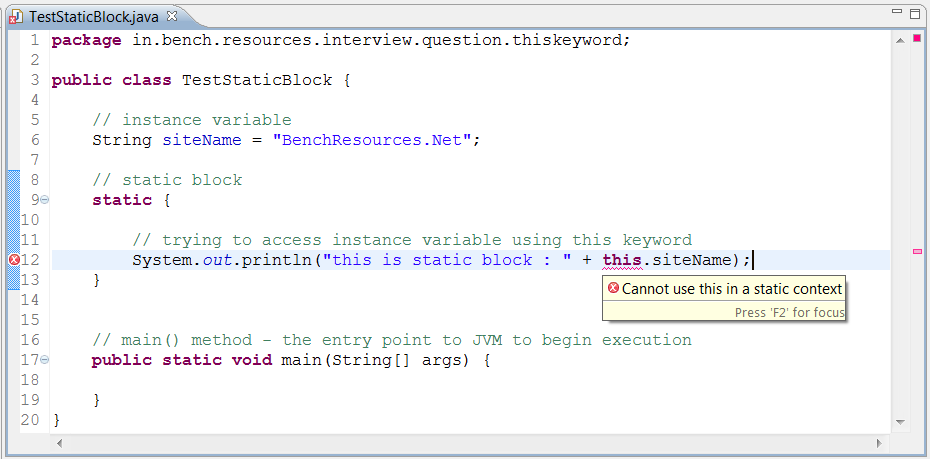 TestStaticBlock.java
1 package in.bench.resources.interview.question.thiskeyword;
2
3 public class TestStaticBlock {
4
5 // instance variable
6 String siteName = "BenchResources.Net";
7
8 // static block
9 static {
10
11 // trying to access instance variable using this keyword
12 System.out.println("this is static block : " + this.siteName);
13 }
Cannot use this in a static context
14
Press 'F2' for focus
15
16 // main() method - the entry point to JVM to begin execution
17 public static void main(String[] args) {
18
19 }
20 }